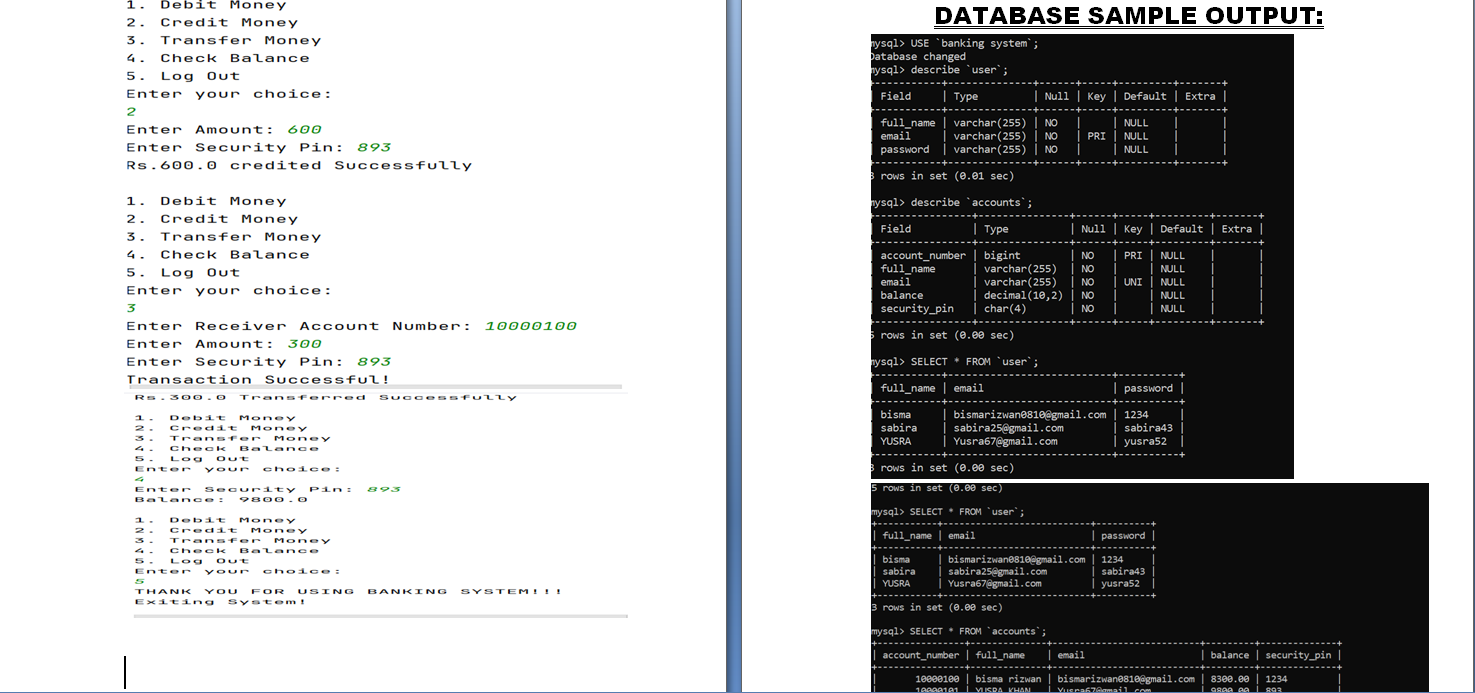 1. Debit Money
2. Credit Money
3. Transfer Money
4. Check Balance
5. Log Out
Enter your choice:
2
Enter Amount: 600
Enter Security Pin: 893
Rs.600.0 credited Successfully
1. Debit Money
2. Credit Money
3. Transfer Money
4. Check Balance
5. Log Out
Enter your choice:
3
Enter Receiver Account Number: 10000100
Enter Amount: 300
Enter Security Pin: 893
Transaction Successful!
Rs.300.0 Transferred Successfully
1. Debit Money
2. Credit Money
3. Transfer Money
4. Check Balance
5. Log Out
Enter your choice:
4
Enter Security Pin: 893
Balance: 9800.0
1. Debit Money
2. Credit Money
3. Transfer Money
4. Check Balance
5. Log Out
Enter your choice:
5
THANK YOU FOR USING BANKING SYSTEM!!!
Exiting System!
DATABASE SAMPLE OUTPUT:
mysql> USE `banking system`;
Database changed
mysql> describe `user`;
| Field | Type | Null | Key | Default | Extra |
| full_name | varchar(255) | NO | | NULL | |
| email | varchar(255) | NO | PRI | NULL | |
| password | varchar(255) | NO | | NULL | |
3 rows in set (0.01 sec)
mysql> describe `accounts`;
| Field | Type | Null | Key | Default | Extra |
| account_number | bigint | NO | PRI | NULL | |
| full_name | varchar(255) | NO | | NULL | |
| email | varchar(255) | NO | UNI | NULL | |
| balance | decimal(10,2) | NO | | NULL | |
| security_pin | char(4) | NO | | NULL | |
5 rows in set (0.00 sec)
mysql> SELECT * FROM `user`;
| full_name | email | password |
| bisma | bismarizwan0810@gmail.com | 1234 |
| sabira | sabira25@gmail.com | sabira43 |
| YUSRA | Yusra67@gmail.com | yusra52 |
3 rows in set (0.00 sec)
5 rows in set (0.00 sec)
mysql> SELECT * FROM `user`;
| full_name | email | password |
| bisma | bismarizwan0810@gmail.com | 1234 |
| sabira | sabira25@gmail.com | sabira43 |
| YUSRA | Yusra67@gmail.com | yusra52 |
3 rows in set (0.00 sec)
mysql> SELECT * FROM `accounts`;
| account_number | full_name | email | balance | security_pin |
| 10000100 | bisma rizwan | bismarizwan0810@gmail.com | 8300.00 | 1234
| 10000101 | YUSRA KHAN | Yusra67@gmail.com | 9800.00 | 893